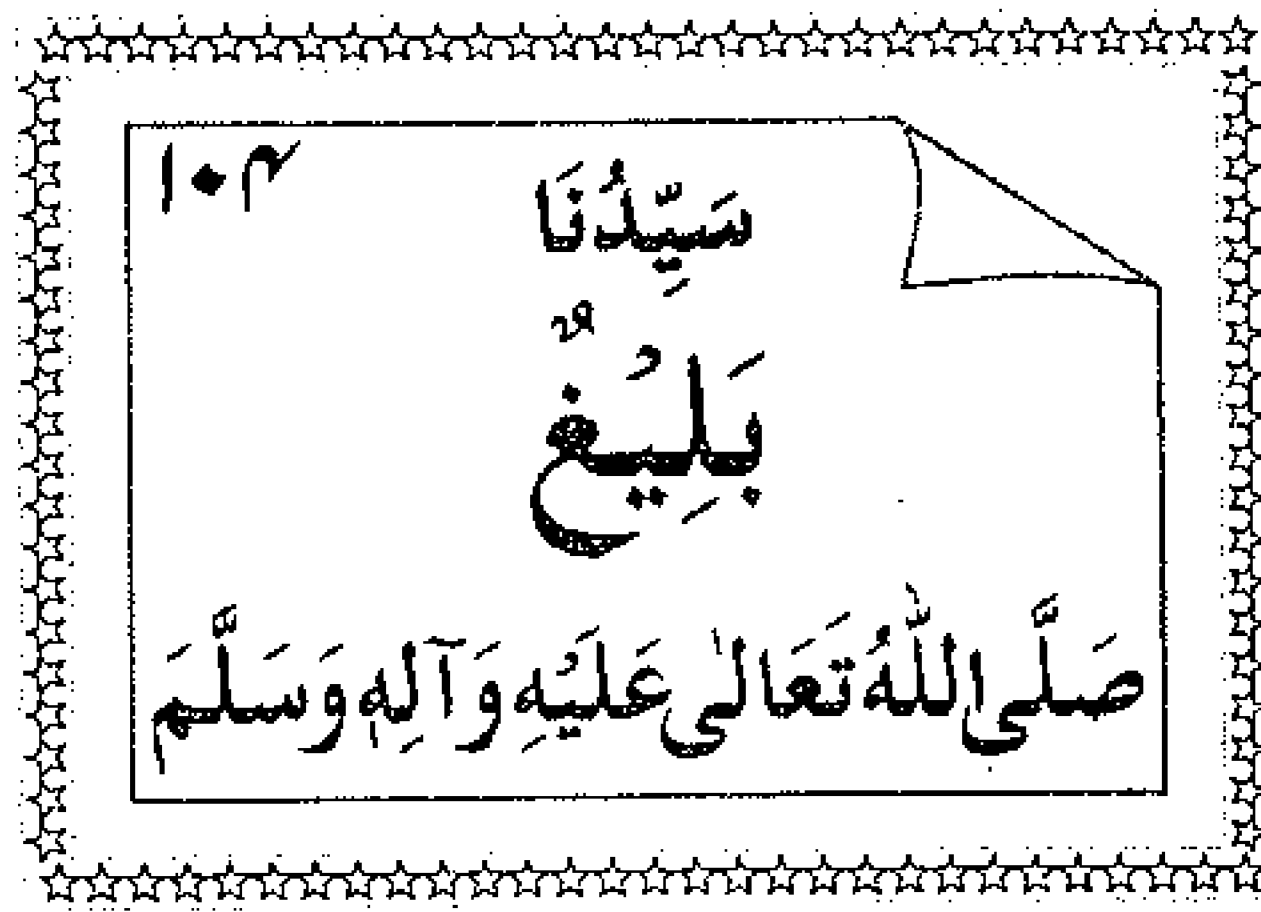 ۱۰۴
سَيِّدُنَا
بَلِيْغٌ
صَلَّى اللّٰهُ تَعَالٰى عَلَيْهِ وَآلِهٖ وَسَلَّمَ